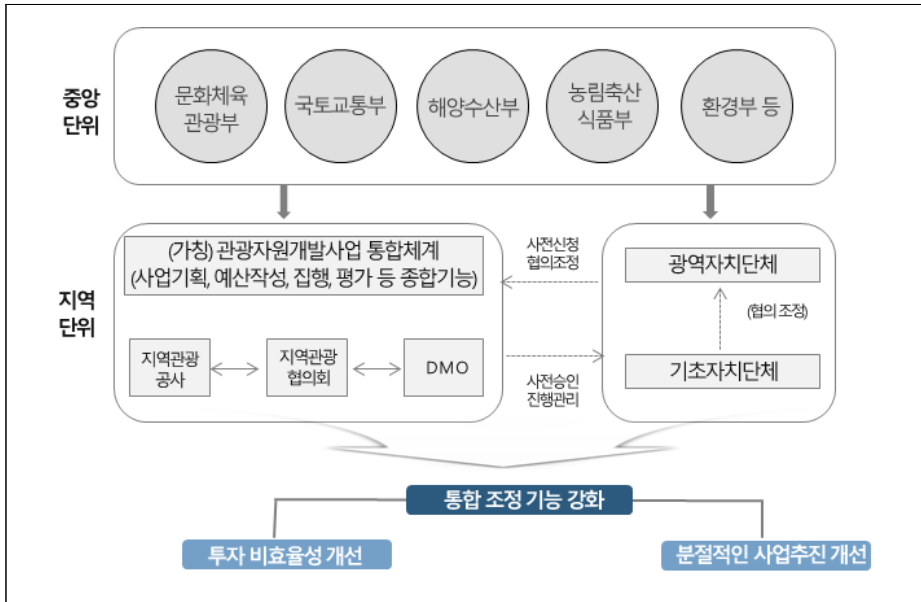 중앙
단위
문화체육
관광부
국토교통부
해양수산부
농림축산
식품부
환경부 등
지역
단위
(가칭) 관광자원개발사업 통합체계
(사업기획, 예산작성, 집행, 평가 등 종합기능)
지역관광
공사
지역관광
협의회
DMO
사전신청
협의조정
사전승인
진행관리
광역자치단체
(협의 조정)
기초자치단체
통합 조정 기능 강화
투자 비효율성 개선
분절적인 사업추진 개선